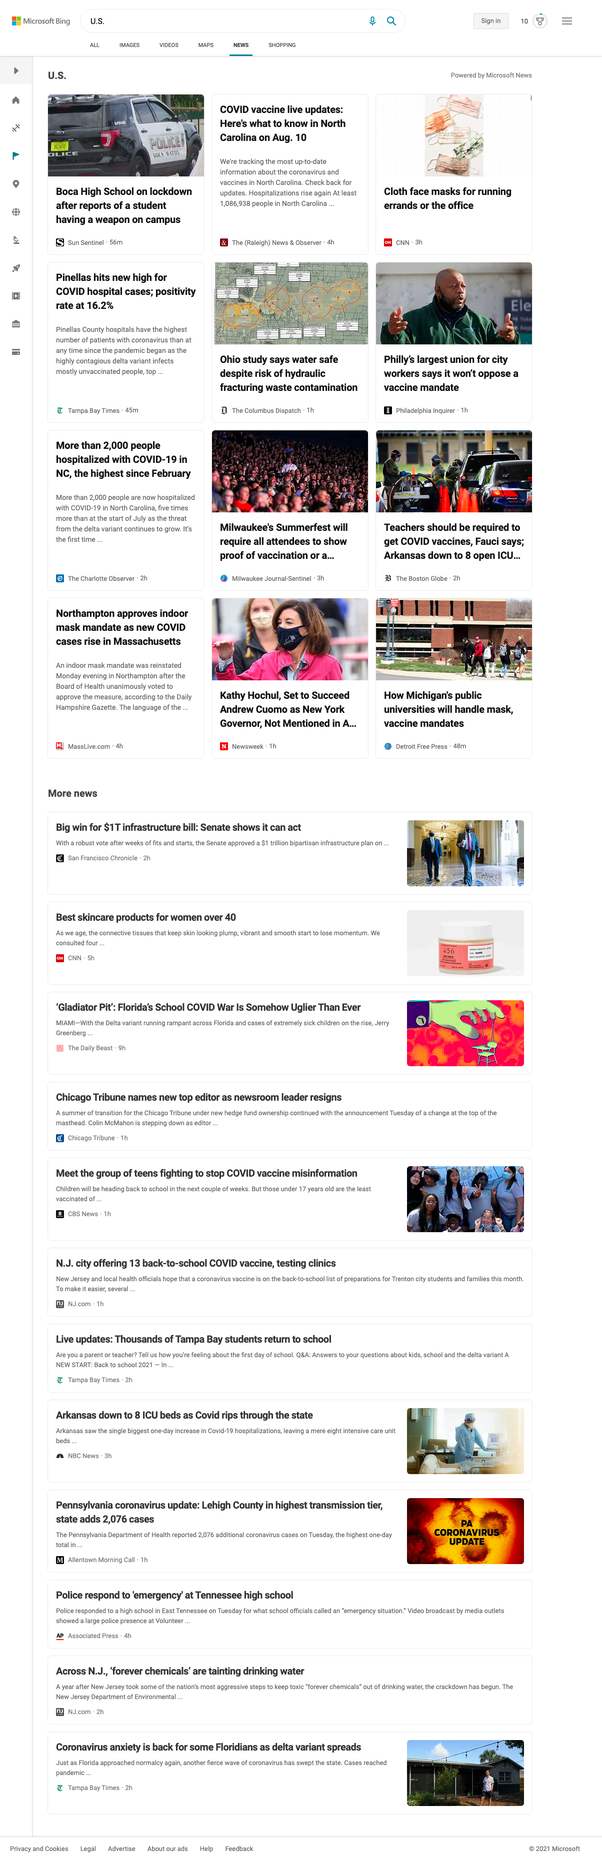 Microsoft Bing
U.S.
Sign in
10
ALL IMAGES VIDEOS MAPS NEWS SHOPPING
U.S.
Powered by Microsoft News
POLICE
Boca High School on lockdown
after reports of a student
having a weapon on campus
Sun Sentinel · 56m
COVID vaccine live updates:
Here's what to know in North
Carolina on Aug. 10
We're tracking the most up-to-date
information about the coronavirus and
vaccines in North Carolina. Check back for
updates. Hospitalizations rise again At least
1,086,938 people in North Carolina ...
The (Raleigh) News & Observer · 4h
Cloth face masks for running
errands or the office
CNN · 3h
Pinellas hits new high for
COVID hospital cases; positivity
rate at 16.2%
Pinellas County hospitals have the highest
number of patients with coronavirus than at
any time since the pandemic began as the
highly contagious delta variant infects
mostly unvaccinated people, top ...
Tampa Bay Times · 45m
Ohio study says water safe
despite risk of hydraulic
fracturing waste contamination
The Columbus Dispatch · 1h
Ele
Philly's largest union for city
workers says it won't oppose a
vaccine mandate
Philadelphia Inquirer · 1h
More than 2,000 people
hospitalized with COVID-19 in
NC, the highest since February
More than 2,000 people are now hospitalized
with COVID-19 in North Carolina, five times
more than at the start of July as the threat
from the delta variant continues to grow. It's
the first time ...
The Charlotte Observer · 2h
Milwaukee's Summerfest will
require all attendees to show
proof of vaccination or a...
Milwaukee Journal-Sentinel · 3h
Teachers should be required to
get COVID vaccines, Fauci says;
Arkansas down to 8 open ICU...
The Boston Globe · 2h
Northampton approves indoor
mask mandate as new COVID
cases rise in Massachusetts
An indoor mask mandate was reinstated
Monday evening in Northampton after the
Board of Health unanimously voted to
approve the measure, according to the Daily
Hampshire Gazette. The language of the ...
MassLive.com · 4h
Kathy Hochul, Set to Succeed
Andrew Cuomo as New York
Governor, Not Mentioned in A...
Newsweek · 1h
How Michigan's public
universities will handle mask,
vaccine mandates
Detroit Free Press · 48m
More news
Big win for $1T infrastructure bill: Senate shows it can act
With a robust vote after weeks of fits and starts, the Senate approved a $1 trillion bipartisan infrastructure plan on ...
San Francisco Chronicle · 2h
Best skincare products for women over 40
As we age, the connective tissues that keep skin looking plump, vibrant and smooth start to lose momentum. We
consulted four ...
CNN · 5h
'Gladiator Pit': Florida's School COVID War Is Somehow Uglier Than Ever
MIAMI—With the Delta variant running rampant across Florida and cases of extremely sick children on the rise, Jerry
Greenberg ...
The Daily Beast · 9h
Chicago Tribune names new top editor as newsroom leader resigns
A summer of transition for the Chicago Tribune under new hedge fund ownership continued with the announcement Tuesday of a change at the top of the
masthead. Colin McMahon is stepping down as editor ...
Chicago Tribune · 1h
Meet the group of teens fighting to stop COVID vaccine misinformation
Children will be heading back to school in the next couple of weeks. But those under 17 years old are the least
vaccinated of ...
CBS News · 1h
N.J. city offering 13 back-to-school COVID vaccine, testing clinics
New Jersey and local health officials hope that a coronavirus vaccine is on the back-to-school list of preparations for Trenton city students and families this month.
To make it easier, several ...
NJ.com · 1h
Live updates: Thousands of Tampa Bay students return to school
Are you a parent or teacher? Tell us how you're feeling about the first day of school. Q&A: Answers to your questions about kids, school and the delta variant A
NEW START: Back to school 2021 — In ...
Tampa Bay Times · 2h
Arkansas down to 8 ICU beds as Covid rips through the state
Arkansas saw the single biggest one-day increase in Covid-19 hospitalizations, leaving a mere eight intensive care unit
beds ...
NBC News · 3h
Pennsylvania coronavirus update: Lehigh County in highest transmission tier,
state adds 2,076 cases
The Pennsylvania Department of Health reported 2,076 additional coronavirus cases on Tuesday, the highest one-day
total in ...
Allentown Morning Call · 1h
PA
CORONAVIRUS
UPDATE
Police respond to 'emergency' at Tennessee high school
Police responded to a high school in East Tennessee on Tuesday for what school officials called an "emergency situation." Video broadcast by media outlets
showed a large police presence at Volunteer ...
AP Associated Press · 4h
Across N.J., 'forever chemicals' are tainting drinking water
A year after New Jersey took some of the nation's most aggressive steps to keep toxic "forever chemicals" out of drinking water, the crackdown has begun. The
New Jersey Department of Environmental ...
NJ.com · 2h
Coronavirus anxiety is back for some Floridians as delta variant spreads
Just as Florida approached normalcy again, another fierce wave of coronavirus has swept the state. Cases reached
pandemic ...
Tampa Bay Times · 2h
Privacy and Cookies Legal Advertise About our ads Help Feedback © 2021 Microsoft